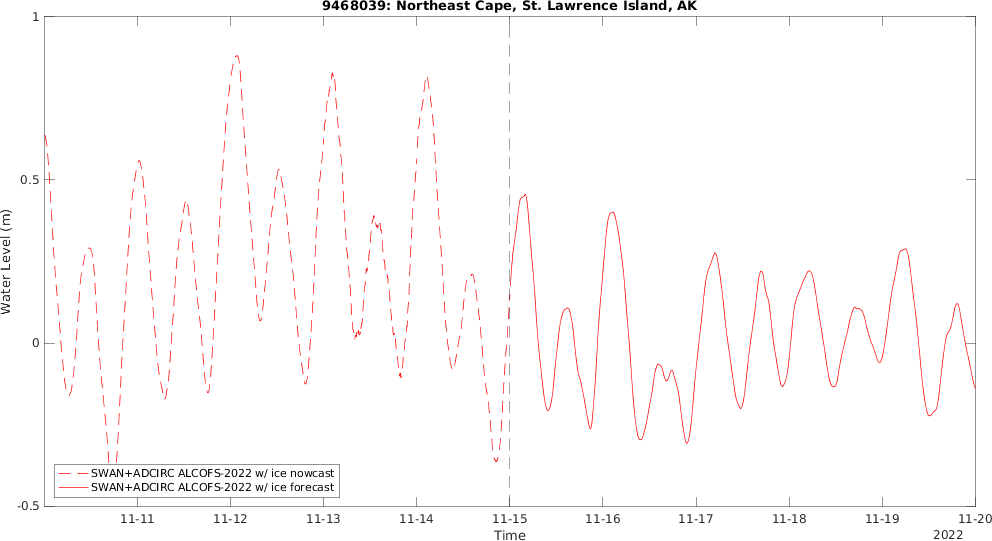 9468039: Northeast Cape, St. Lawrence Island, AK
1
0.5
0
-0.5
Water Level (m)
SWAN+ADCIRC ALCOFS-2022 w/ ice nowcast
SWAN+ADCIRC ALCOFS-2022 w/ ice forecast
11-11 11-12 11-13 11-14 11-15 11-16 11-17 11-18 11-19 11-20
Time
2022